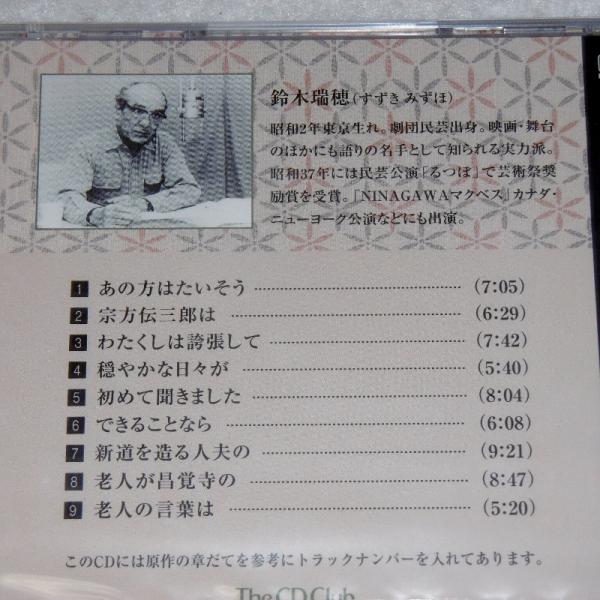 鈴木瑞穂(すずき みずほ)
昭和2年東京生れ。劇団民芸出身。映画・舞台
のほかにも語りの名手として知られる実力派。
昭和37年には民芸公演「るつぼ」で芸術祭奨
励賞を受賞。「NINAGAWAマクベス」カナダ・
ニューヨーク公演などにも出演。
1 あの方はたいそう (7:05)
2 宗方伝三郎は (6:29)
3 わたくしは誇張して (7:42)
4 穏やかな日々が (5:40)
5 初めて聞きました (8:04)
6 できることなら (6:08)
7 新道を造る人夫の (9:21)
8 老人が昌覚寺の (8:47)
9 老人の言葉は (5:20)
このCDには原作の章だてを参考にトラックナンバーを入れてあります。
The CD Club